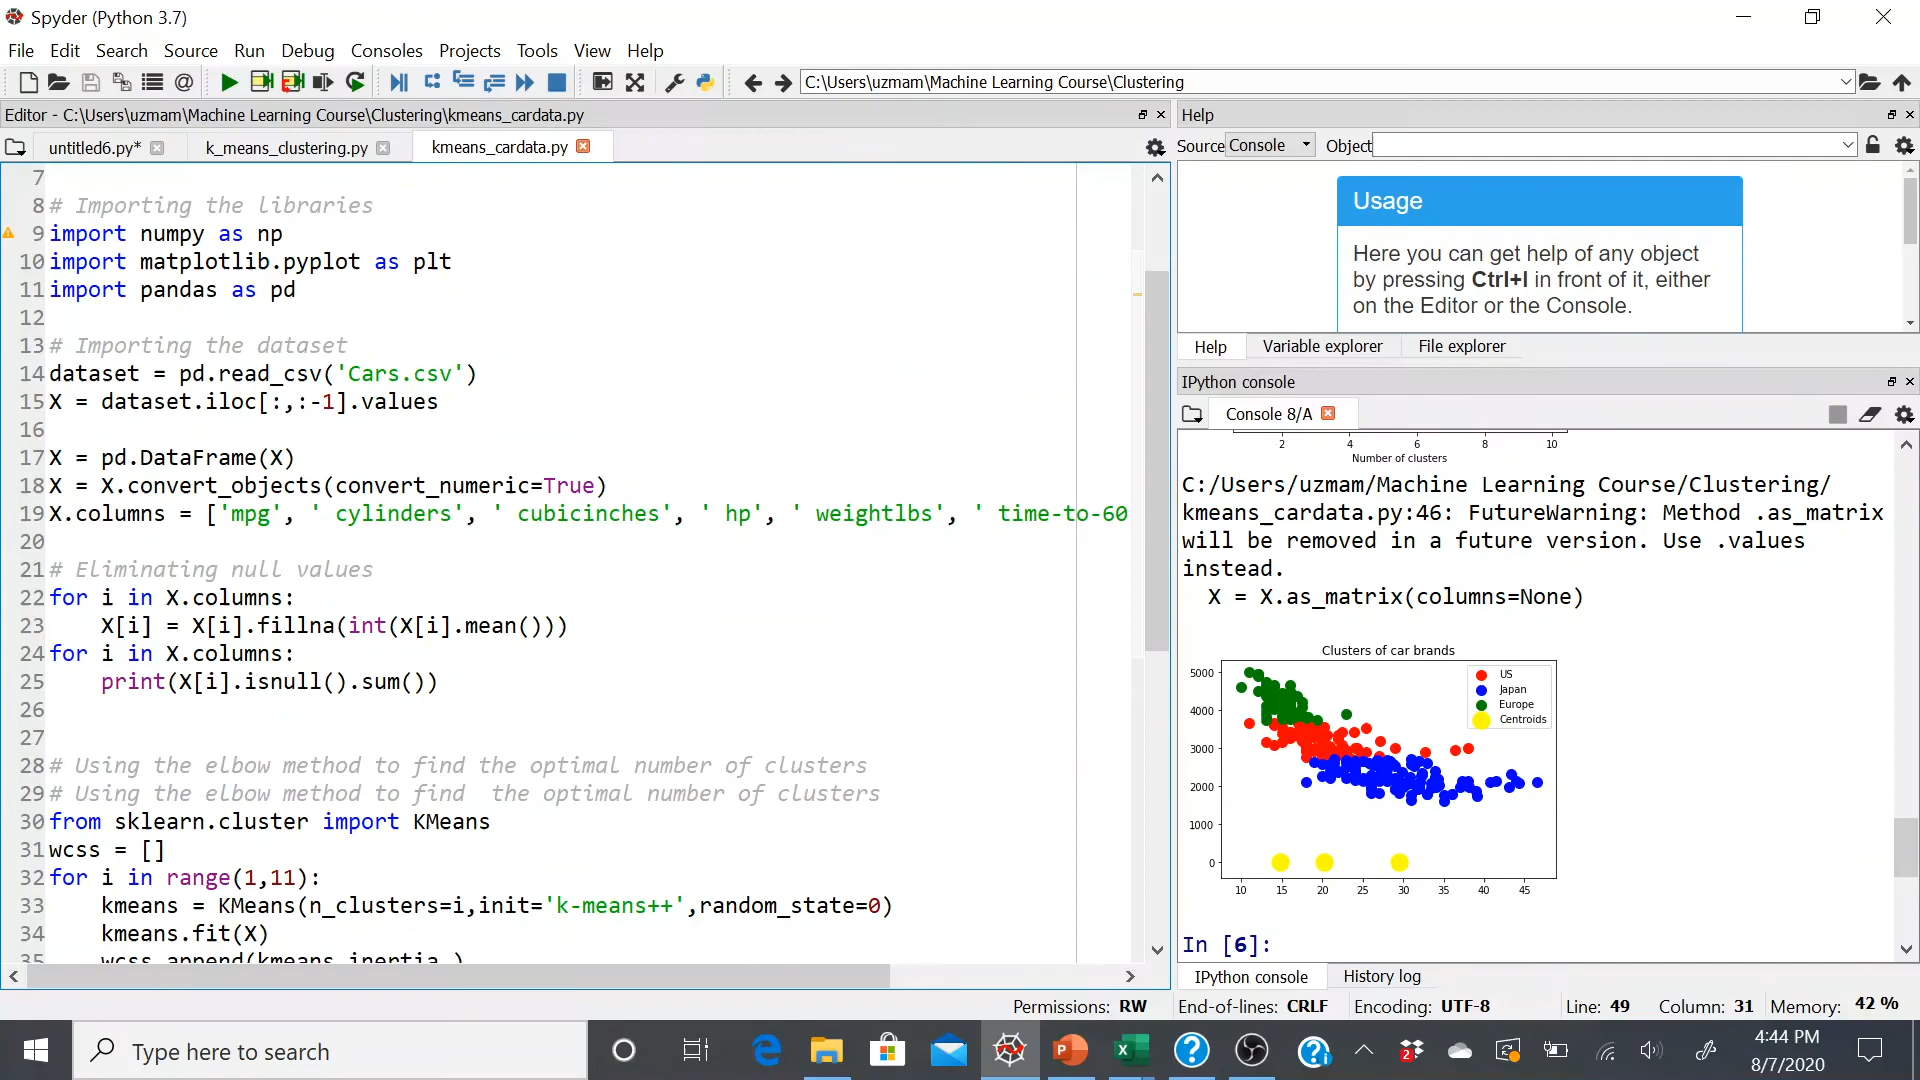 Spyder (Python 3.7)
File Edit Search Source Run Debug Consoles Projects Tools View Help
C:\Users\uzmam\Machine Learning Course\Clustering
Editor - C:\Users\uzmam\Machine Learning Course\Clustering\kmeans_cardata.py
untitled6.py* k_means_clustering.py kmeans_cardata.py
7
8 # Importing the libraries
9 import numpy as np
10 import matplotlib.pyplot as plt
11 import pandas as pd
12
13 # Importing the dataset
14 dataset = pd.read_csv('Cars.csv')
15 X = dataset.iloc[:,:-1].values
16
17 X = pd.DataFrame(X)
18 X = X.convert_objects(convert_numeric=True)
19 X.columns = ['mpg', ' cylinders', ' cubicinches', ' hp', ' weightlbs', ' time-to-60
20
21 # Eliminating null values
22 for i in X.columns:
23     X[i] = X[i].fillna(int(X[i].mean()))
24 for i in X.columns:
25     print(X[i].isnull().sum())
26
27
28 # Using the elbow method to find the optimal number of clusters
29 # Using the elbow method to find  the optimal number of clusters
30 from sklearn.cluster import KMeans
31 wcss = []
32 for i in range(1,11):
33     kmeans = KMeans(n_clusters=i,init='k-means++',random_state=0)
34     kmeans.fit(X)
35     wcss.append(kmeans.inertia_)
Help
Source Console Object
Usage
Here you can get help of any object
by pressing Ctrl+I in front of it, either
on the Editor or the Console.
Help Variable explorer File explorer
IPython console
Console 8/A
2 4 6 8 10
Number of clusters
C:/Users/uzmam/Machine Learning Course/Clustering/
kmeans_cardata.py:46: FutureWarning: Method .as_matrix
will be removed in a future version. Use .values
instead.
  X = X.as_matrix(columns=None)
Clusters of car brands
5000
4000
3000
2000
1000
0
US
Japan
Europe
Centroids
10 15 20 25 30 35 40 45
In [6]:
IPython console History log
Permissions: RW End-of-lines: CRLF Encoding: UTF-8 Line: 49 Column: 31 Memory: 42 %
Type here to search
2
4:44 PM
8/7/2020